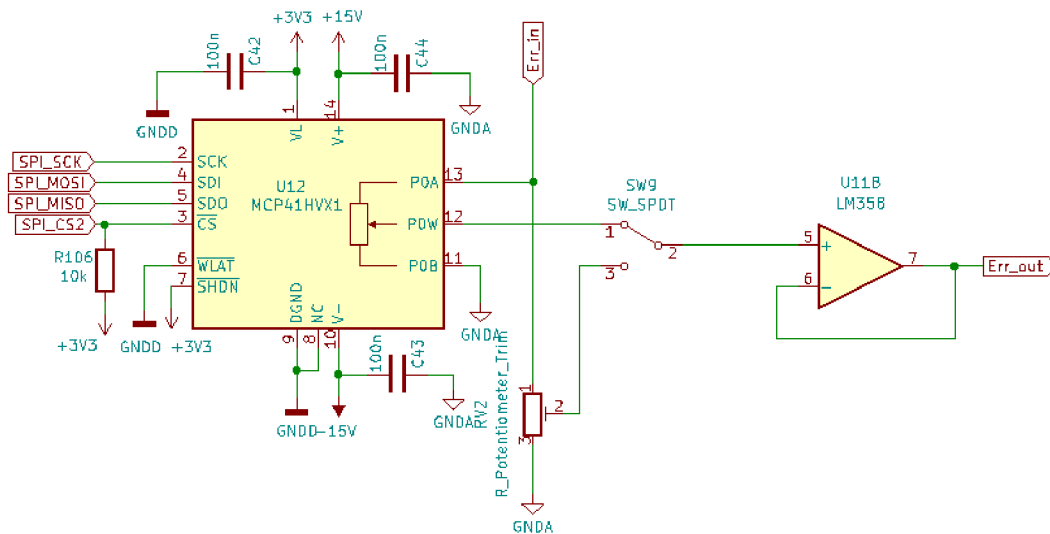 +3V3
+15V
100n
C42
100n
C44
Err_in
GNDD
GNDA
1
VL
14
V+
SPI_SCK
2
SCK
SPI_MOSI
4
SDI
SPI_MISO
5
SDO
SPI_CS2
3
CS
U12
MCP41HVX1
P0A
13
P0W
12
P0B
11
R106
10k
6
WLAT
7
SHDN
+3V3
GNDD
+3V3
DGND
NC
V-
9
8
10
GNDA
100n
C43
GNDD
-15V
GNDA
SW9
SW_SPDT
1
2
3
U11B
LM358
5
+
6
-
7
Err_out
RV2
R_Potentiometer_Trim
1
2
3
GNDA